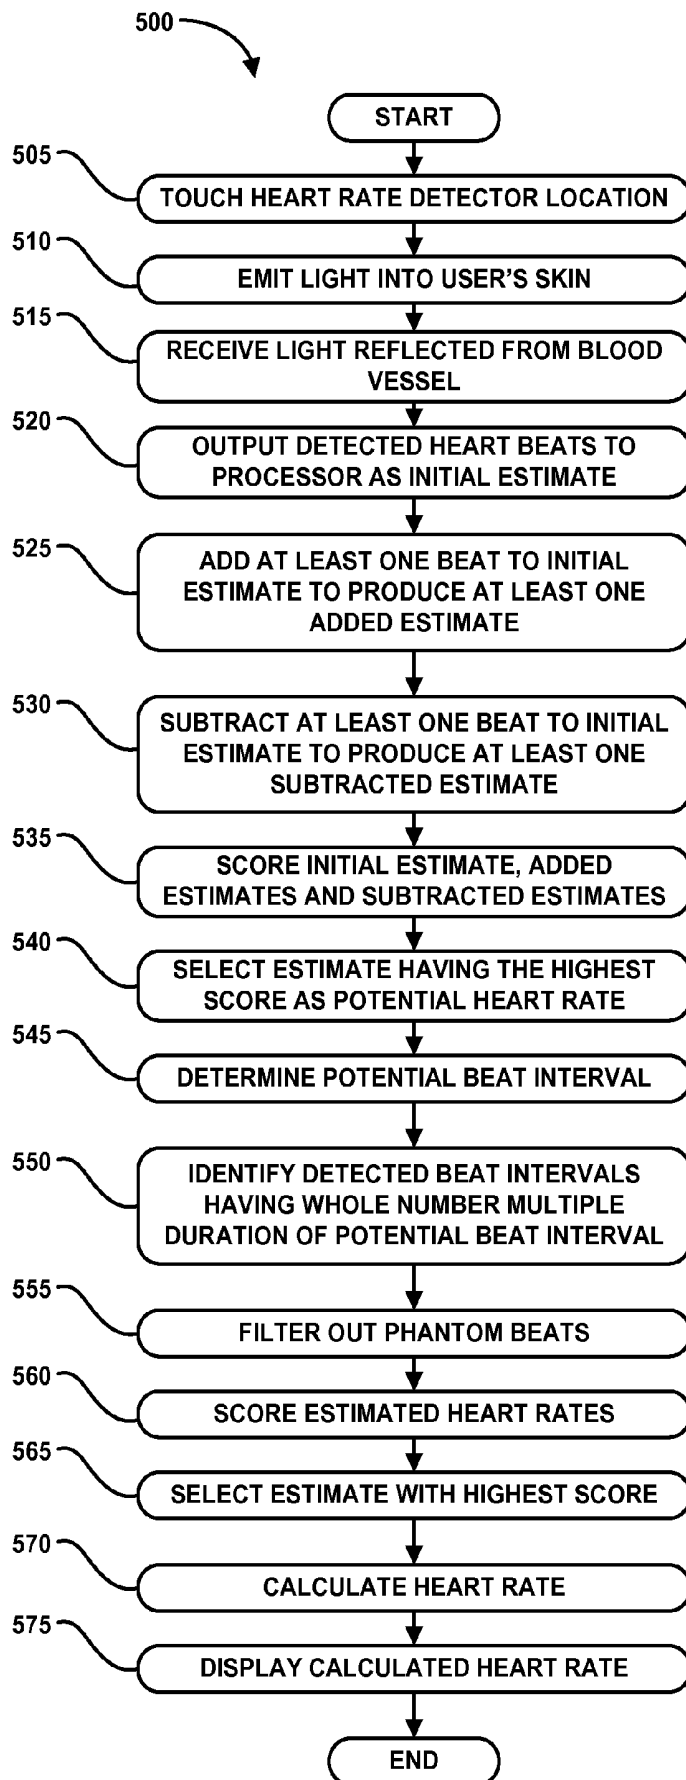 500
START
505
TOUCH HEART RATE DETECTOR LOCATION
510
EMIT LIGHT INTO USER'S SKIN
515
RECEIVE LIGHT REFLECTED FROM BLOOD
VESSEL
520
OUTPUT DETECTED HEART BEATS TO
PROCESSOR AS INITIAL ESTIMATE
525
ADD AT LEAST ONE BEAT TO INITIAL
ESTIMATE TO PRODUCE AT LEAST ONE
ADDED ESTIMATE
530
SUBTRACT AT LEAST ONE BEAT TO INITIAL
ESTIMATE TO PRODUCE AT LEAST ONE
SUBTRACTED ESTIMATE
535
SCORE INITIAL ESTIMATE, ADDED
ESTIMATES AND SUBTRACTED ESTIMATES
540
SELECT ESTIMATE HAVING THE HIGHEST
SCORE AS POTENTIAL HEART RATE
545
DETERMINE POTENTIAL BEAT INTERVAL
550
IDENTIFY DETECTED BEAT INTERVALS
HAVING WHOLE NUMBER MULTIPLE
DURATION OF POTENTIAL BEAT INTERVAL
555
FILTER OUT PHANTOM BEATS
560
SCORE ESTIMATED HEART RATES
565
SELECT ESTIMATE WITH HIGHEST SCORE
570
CALCULATE HEART RATE
575
DISPLAY CALCULATED HEART RATE
END